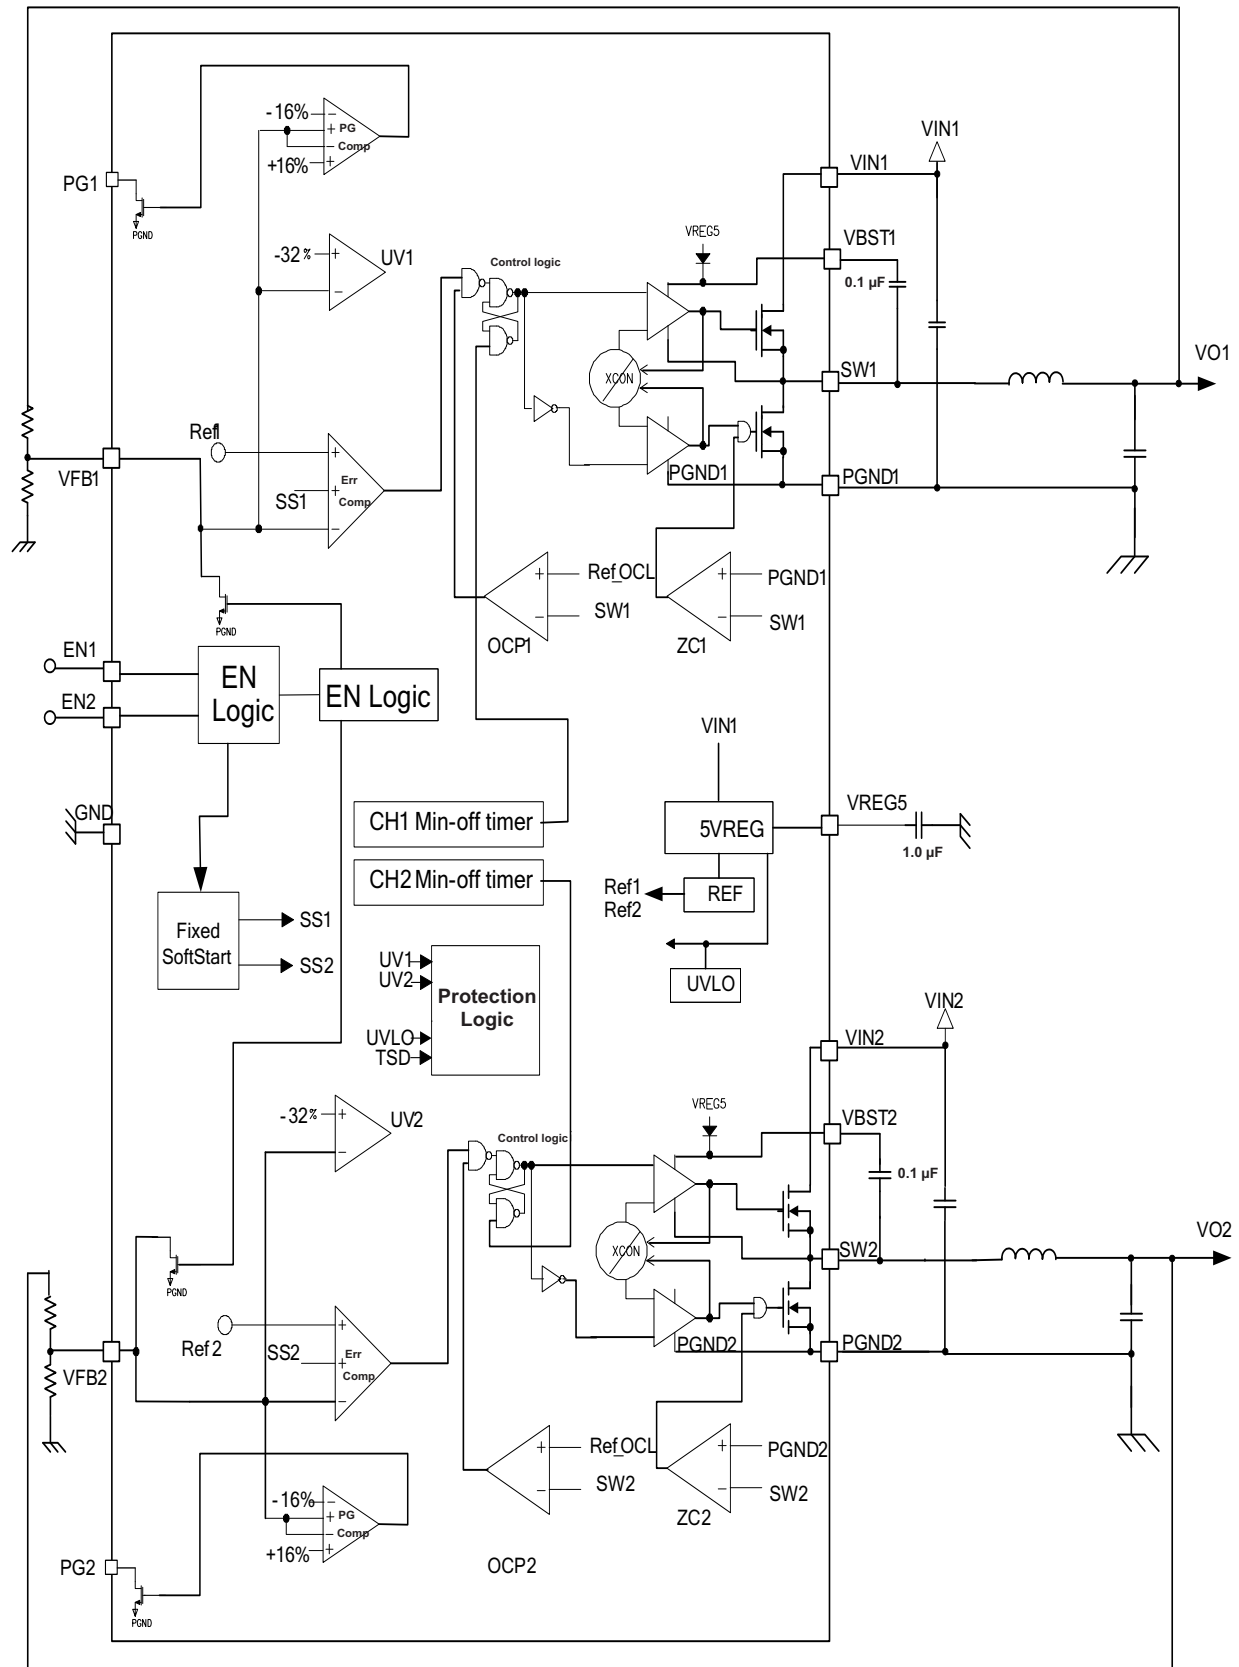 VIN1
- 16%
PG
Comp
+16%
VIN1
PG1
PGND
VREG5
VBST1
-32%
UV1
Control logic
0.1 µF
XCON
SW1
VO1
Ref1
VFB1
SS1
Err
Comp
PGND1
PGND1
Ref_OCL
PGND1
SW1
SW1
OCP1
ZC1
PGND
EN1
EN2
EN
Logic
EN Logic
VIN1
GND
CH1 Min-off timer
5VREG
VREG5
1.0 µF
CH2 Min-off timer
Ref1
Ref2
REF
Fixed
SoftStart
SS1
SS2
UV1
UV2
Protection
Logic
UVLO
TSD
UVLO
VIN2
VIN2
-32%
UV2
VREG5
VBST2
Control logic
0.1 µF
XCON
SW2
VO2
PGND
Ref2
SS2
Err
Comp
PGND2
PGND2
VFB2
Ref_OCL
PGND2
SW2
SW2
ZC2
-16%
PG
Comp
+16%
OCP2
PG2
PGND